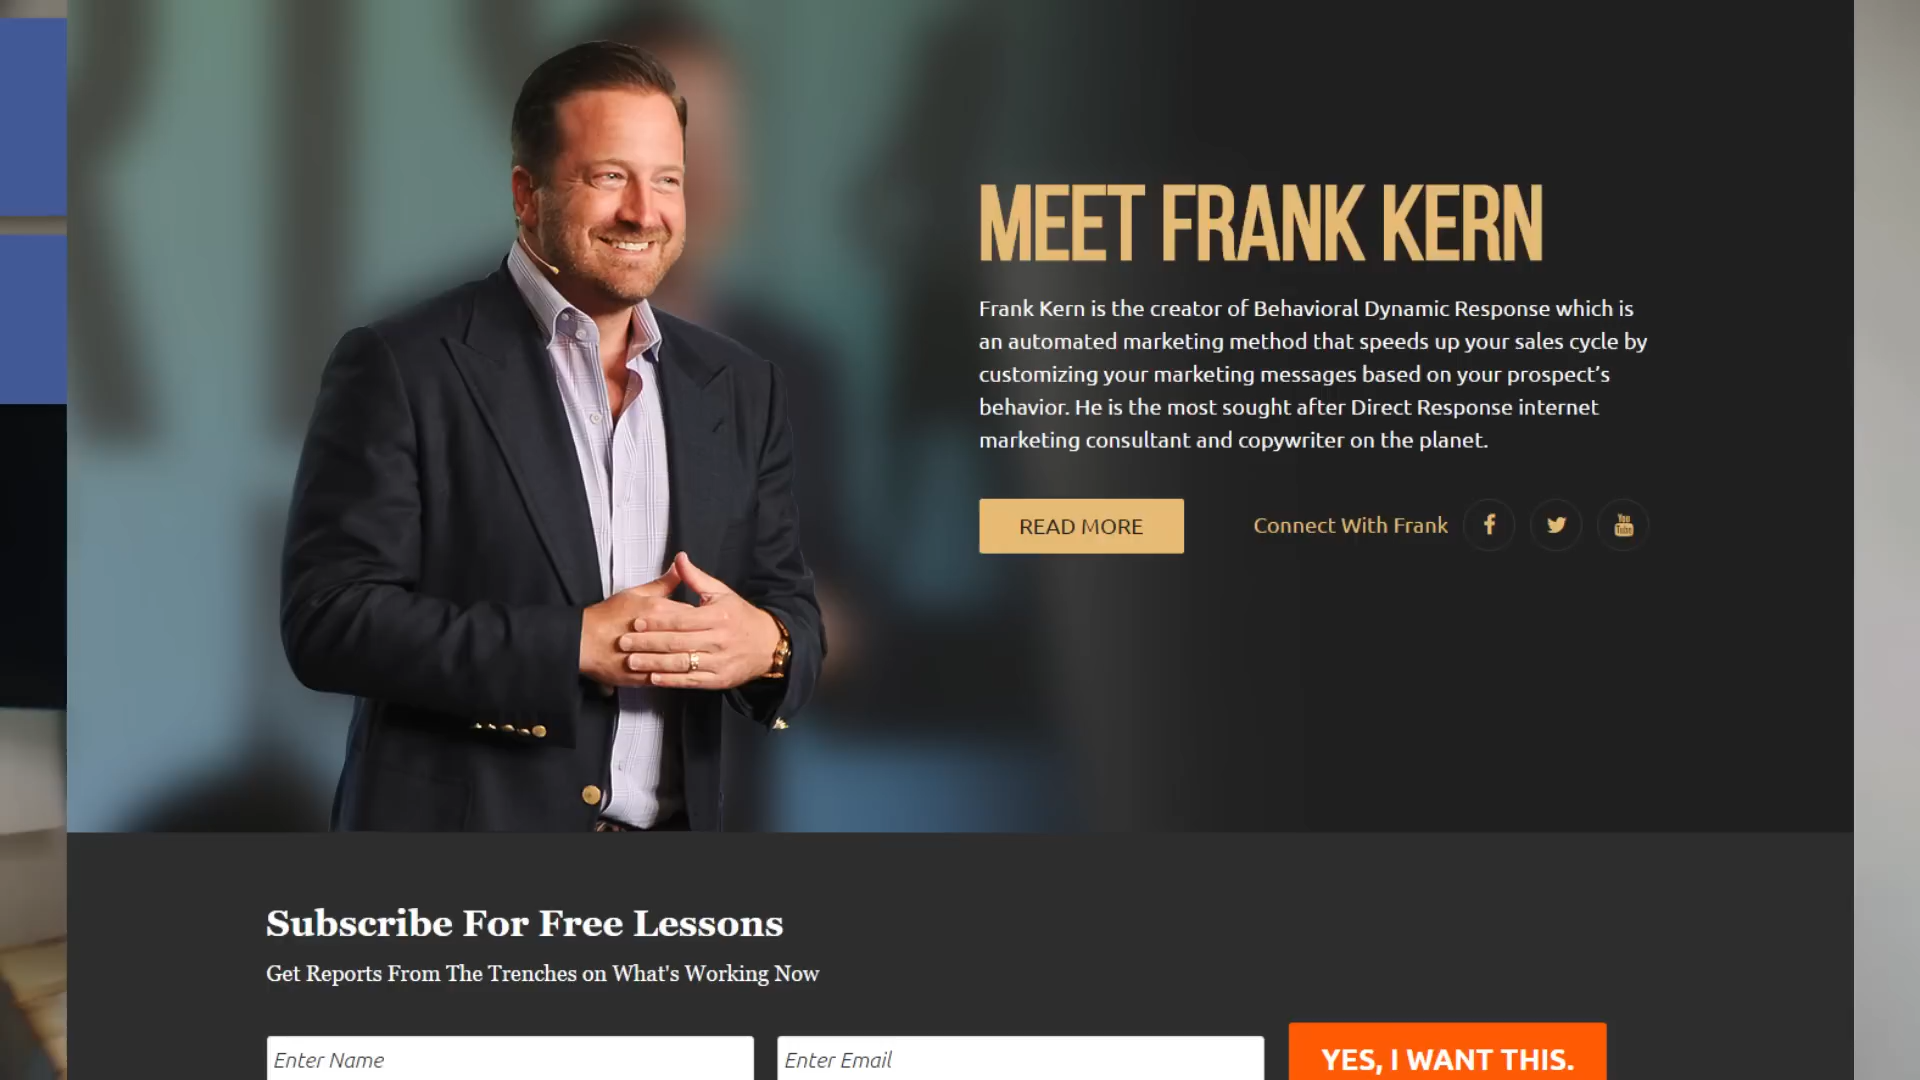 MEET FRANK KERN
Frank Kern is the creator of Behavioral Dynamic Response which is
an automated marketing method that speeds up your sales cycle by
customizing your marketing messages based on your prospect’s
behavior. He is the most sought after Direct Response internet
marketing consultant and copywriter on the planet.
READ MORE
Connect With Frank
You
Tube
Subscribe For Free Lessons
Get Reports From The Trenches on What's Working Now
Enter Name
Enter Email
YES, I WANT THIS.